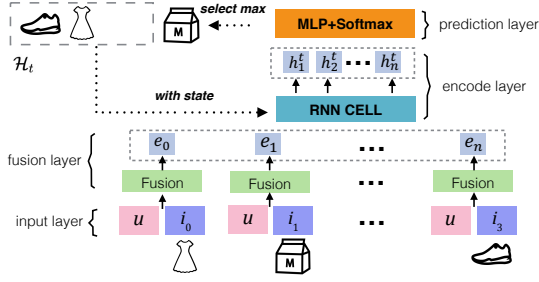 select max
MLP+Softmax
prediction layer
M
ℋₜ
h₁ᵗ h₂ᵗ ••• hₙᵗ
encode layer
with state
RNN CELL
fusion layer
e₀ e₁ ••• eₙ
Fusion Fusion ••• Fusion
input layer
u i₀ u i₁ ••• u i₃
M